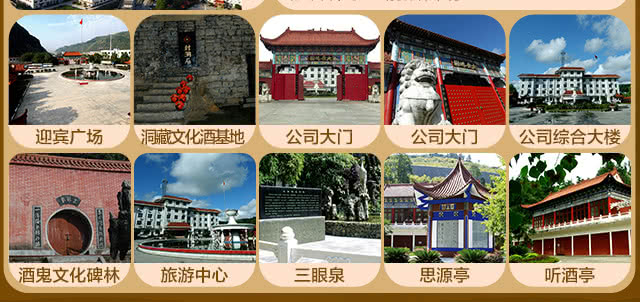 迎宾广场
洞藏文化酒基地
公司大门
公司大门
公司综合大楼
酒鬼文化碑林
旅游中心
三眼泉
思源亭
听酒亭